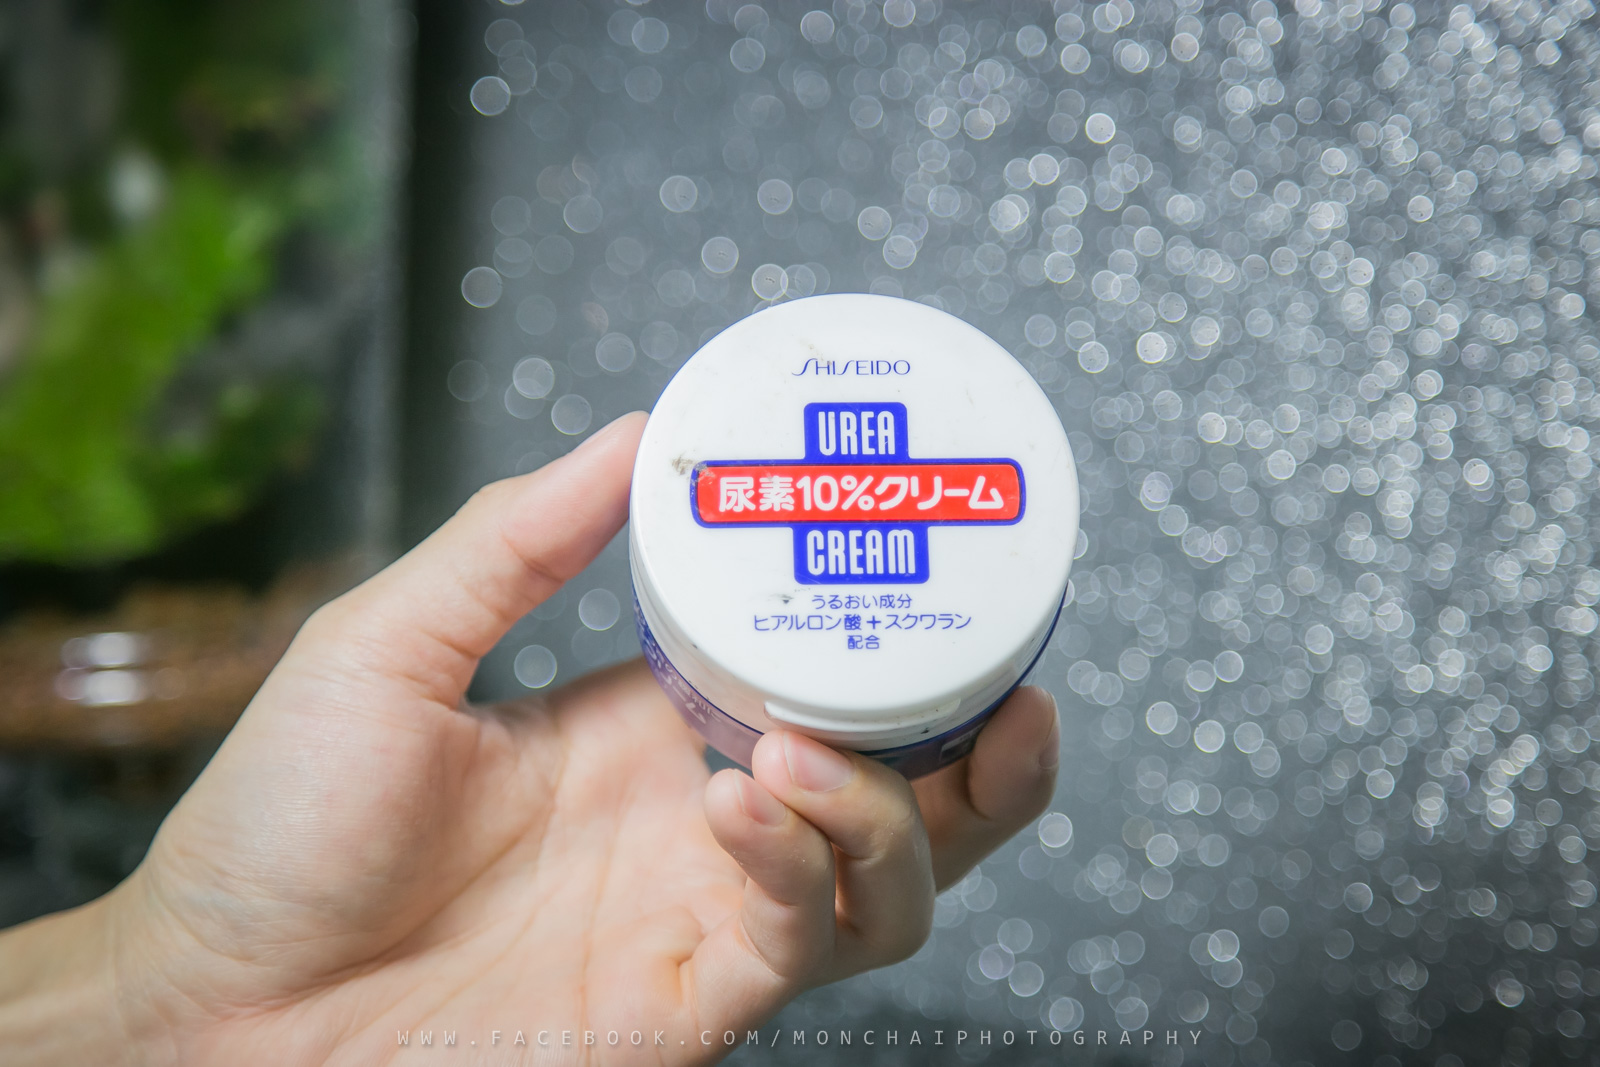 SHISEIDO
UREA
尿素10%クリーム
CREAM
うるおい成分
ヒアルロン酸+スクワラン
配合
WWW.FACEBOOK.COM/MONCHAIPHOTOGRAPHY